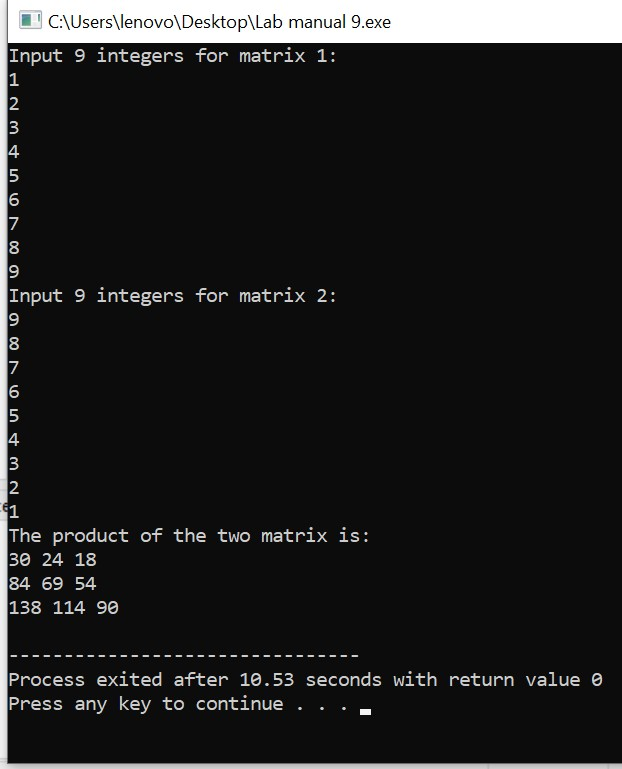 C:\Users\lenovo\Desktop\Lab manual 9.exe
Input 9 integers for matrix 1:
1
2
3
4
5
6
7
8
9
Input 9 integers for matrix 2:
9
8
7
6
5
4
3
2
1
The product of the two matrix is:
30 24 18
84 69 54
138 114 90
--------------------------------
Process exited after 10.53 seconds with return value 0
Press any key to continue . . .